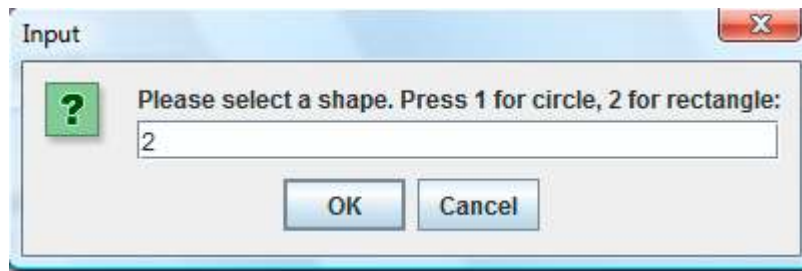 Input
?
Please select a shape. Press 1 for circle, 2 for rectangle:
2
OK Cancel